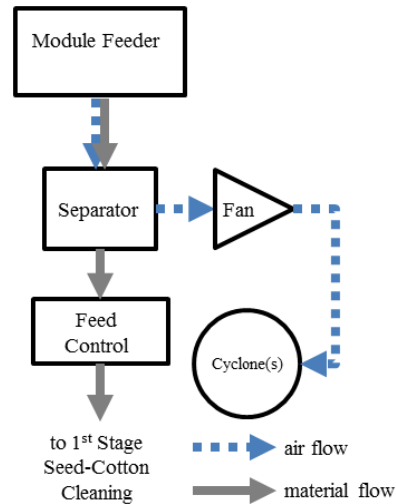 Module Feeder
Separator
Fan
Feed
Control
Cyclone(s)
to 1st Stage
Seed-Cotton
Cleaning
air flow
material flow